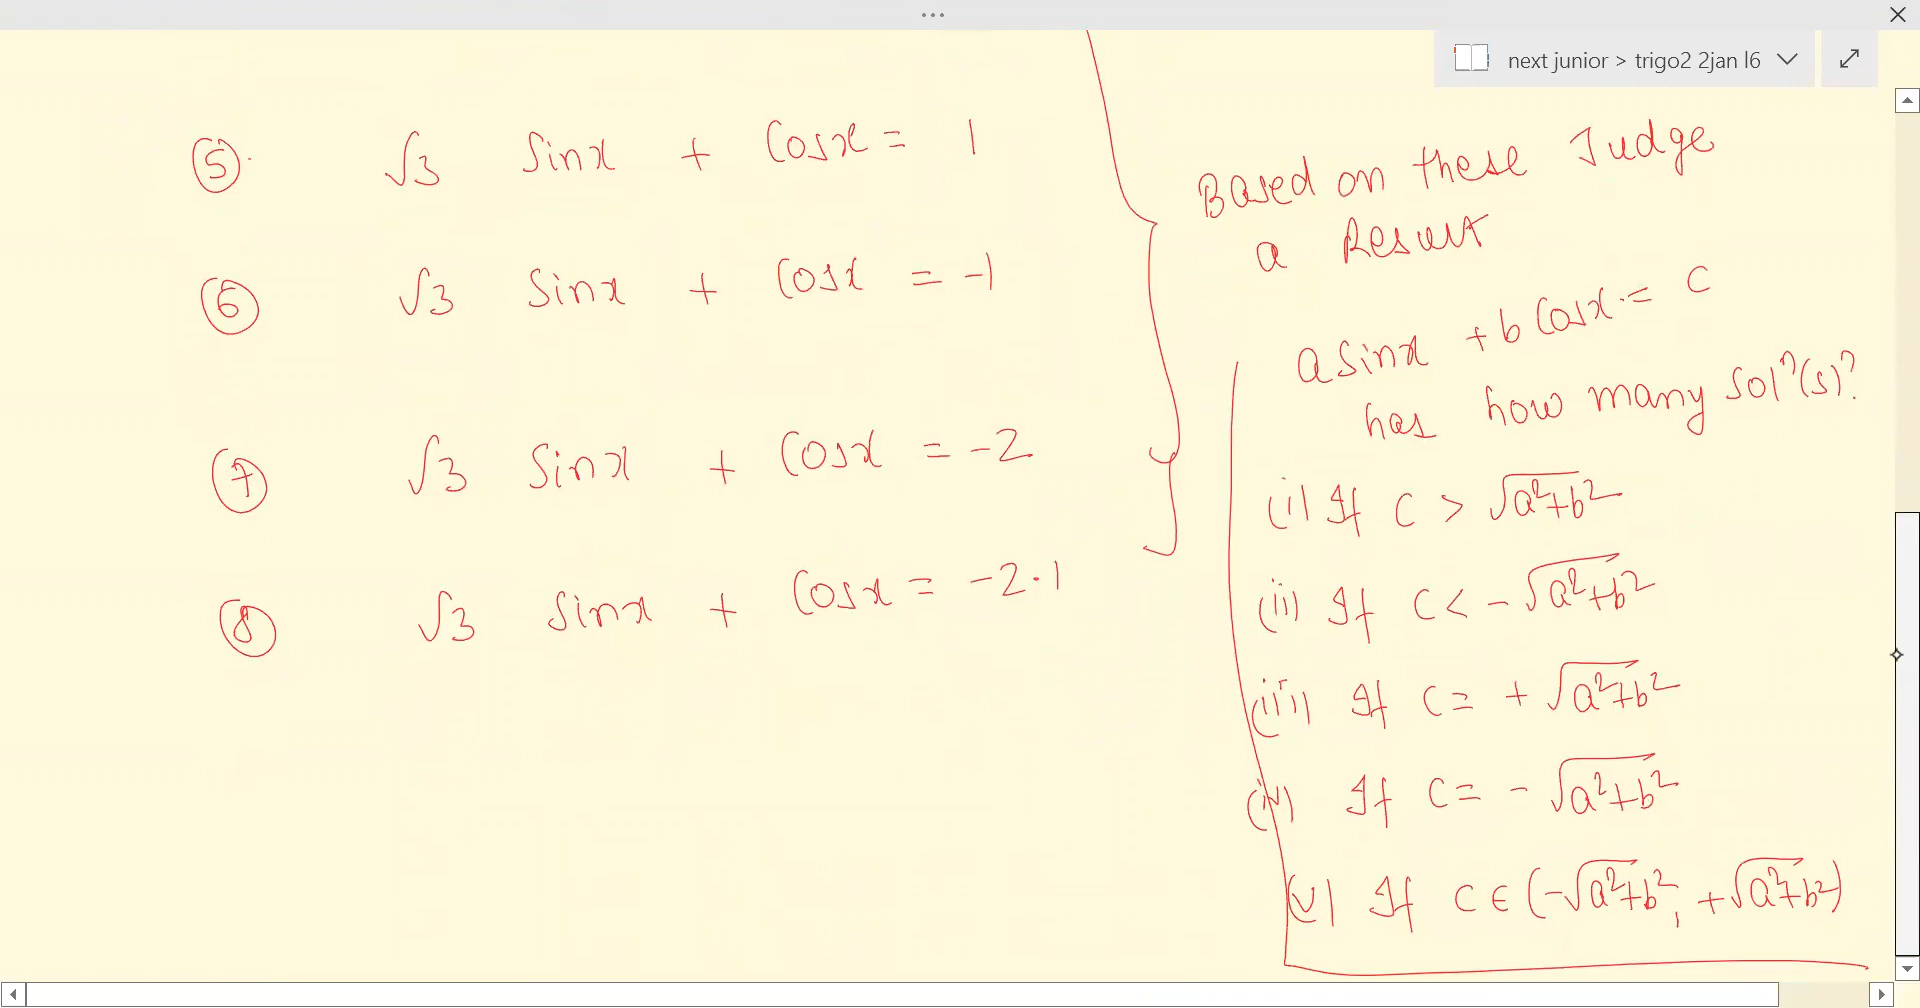 next junior > trigo2 2jan l6
⑤ √3 Sinx + Cosx = 1
⑥ √3 Sinx + Cosx = -1
⑦ √3 Sinx + Cosx = -2
⑧ √3 Sinx + Cosx = -2.1
Based on these Judge
a Result
a Sinx + b Cosx = c
has how many Solⁿ(s)?
(i) If C > √a²+b²
(ii) If C < -√a²+b²
(iii) If C = + √a²+b²
(iv) If C = - √a²+b²
(v) If C ∈ (-√a²+b², +√a²+b²)